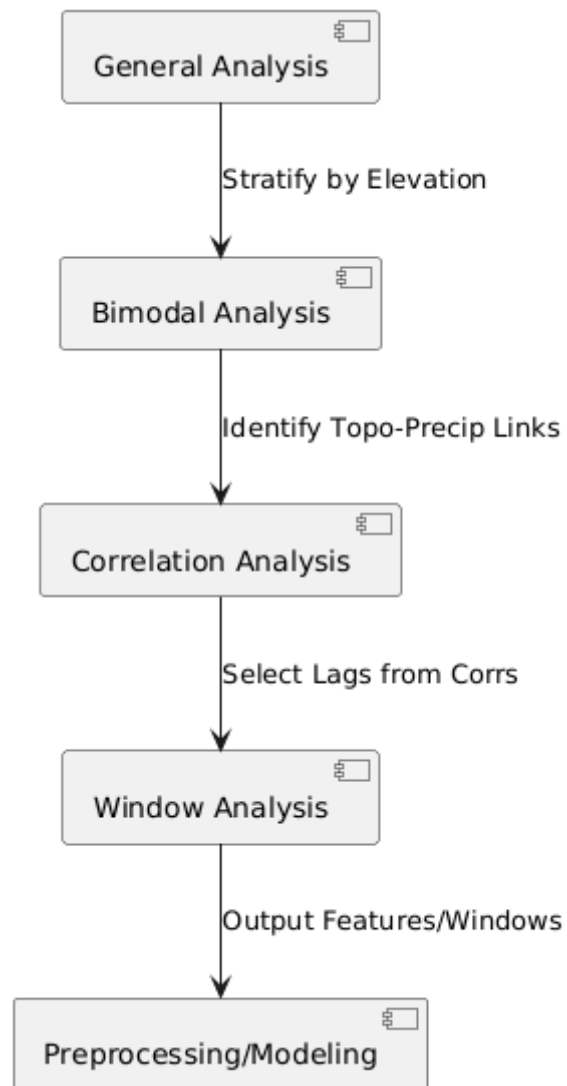 General Analysis
Stratify by Elevation
Bimodal Analysis
Identify Topo-Precip Links
Correlation Analysis
Select Lags from Corrs
Window Analysis
Output Features/Windows
Preprocessing/Modeling